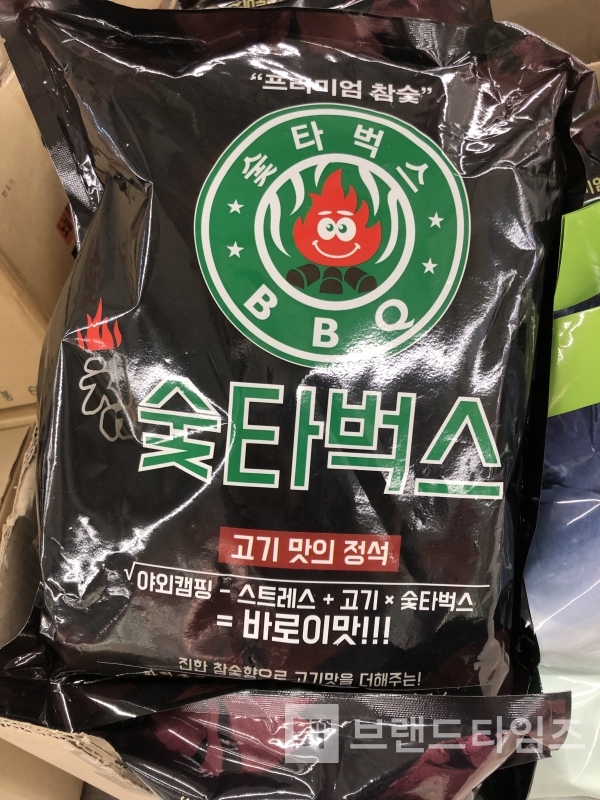 "프리미엄 참숯"
숯타벅스
BBQ
참
숯타벅스
고기 맛의 정석
√야외캠핑 - 스트레스 + 고기 × 숯타벅스
= 바로이맛!!!
진한 참숯향으로 고기맛을 더해주는!
브랜드타임즈